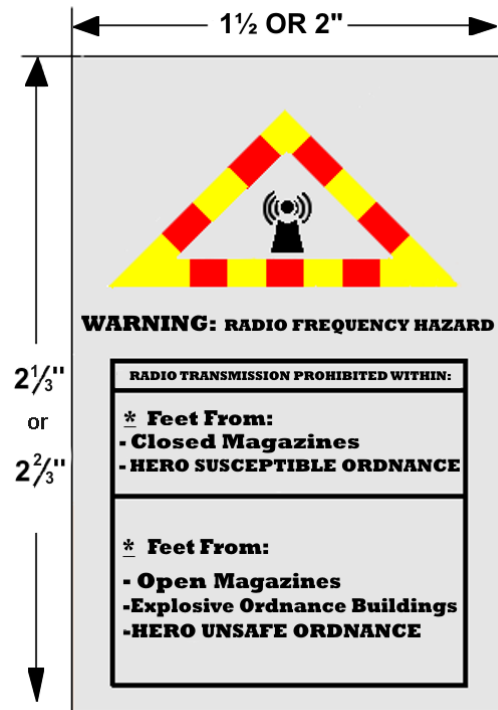 1½ OR 2"
WARNING: RADIO FREQUENCY HAZARD
2⅓"
or
2⅔"
RADIO TRANSMISSION PROHIBITED WITHIN:
* Feet From:
- Closed Magazines
- HERO SUSCEPTIBLE ORDNANCE
* Feet From:
- Open Magazines
-Explosive Ordnance Buildings
-HERO UNSAFE ORDNANCE